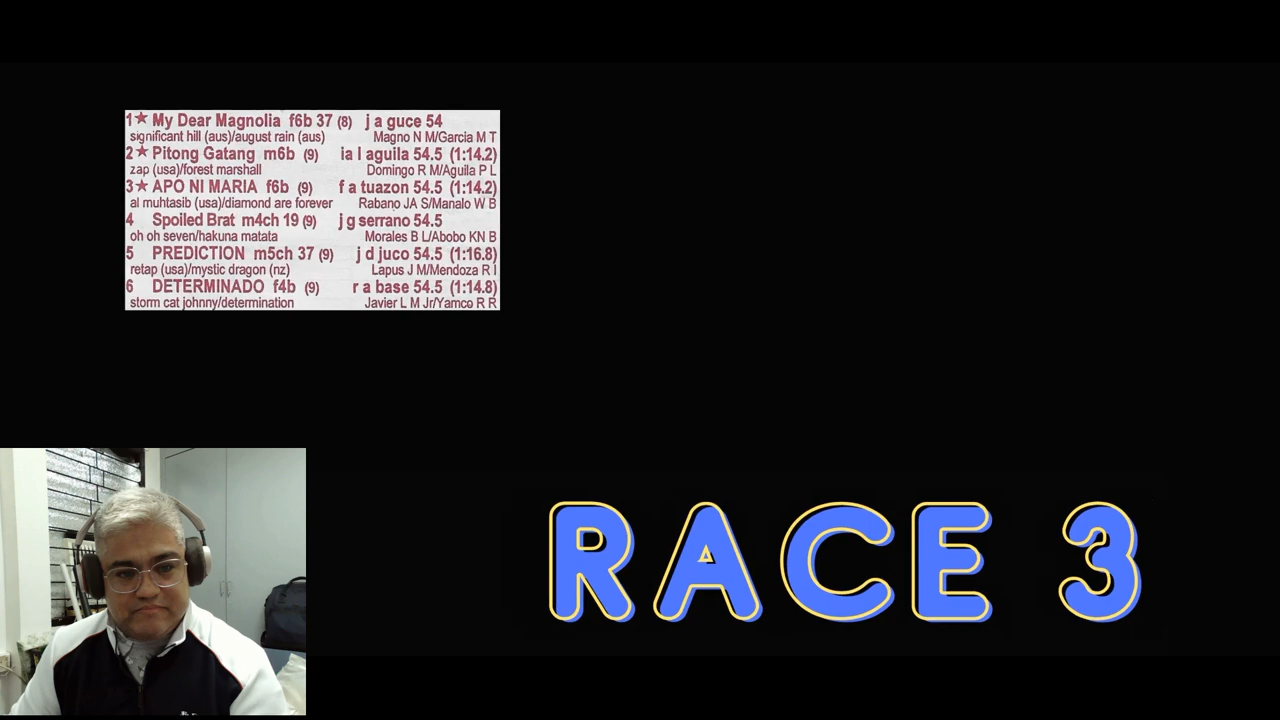 1★ My Dear Magnolia f6b 37 (8) j a guce 54
significant hill (aus)/august rain (aus) Magno N M/Garcia M T
2★ Pitong Gatang m6b (9) ia l aguila 54.5 (1:14.2)
zap (usa)/forest marshall Domingo R M/Aguila P L
3★ APO NI MARIA f6b (9) f a tuazon 54.5 (1:14.2)
al muhtasib (usa)/diamond are forever Rabano JA S/Manalo W B
4 Spoiled Brat m4ch 19 (9) j g serrano 54.5
oh oh seven/hakuna matata Morales B L/Abobo KN B
5 PREDICTION m5ch 37 (9) j d juco 54.5 (1:16.8)
retap (usa)/mystic dragon (nz) Lapus J M/Mendoza R I
6 DETERMINADO f4b (9) r a base 54.5 (1:14.8)
storm cat johnny/determination Javier L M Jr/Yamco R R
RACE 3